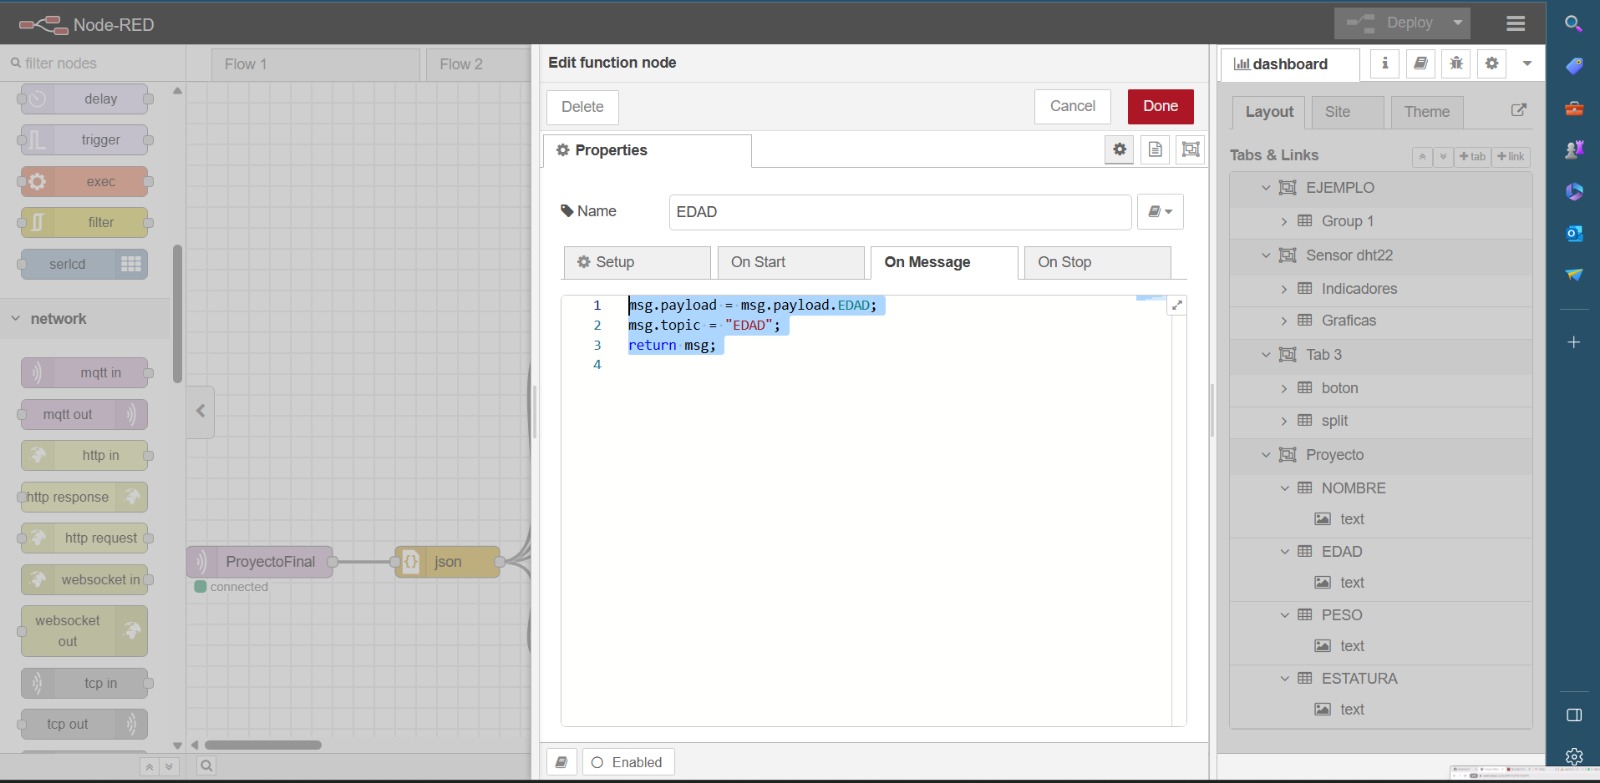 Node-RED
Deploy
filter nodes
Flow 1
Flow 2
Edit function node
dashboard
i
delay
trigger
exec
filter
serlcd
network
mqtt in
mqtt out
http in
http response
http request
websocket in
websocket
out
tcp in
tcp out
ProyectoFinal
{} json
connected
Delete
Cancel
Done
Properties
Name
EDAD
Setup
On Start
On Message
On Stop
1 msg.payload = msg.payload.EDAD;
2 msg.topic = "EDAD";
3 return msg;
4
Enabled
Layout
Site
Theme
Tabs & Links
+ tab
+ link
EJEMPLO
Group 1
Sensor dht22
Indicadores
Graficas
Tab 3
boton
split
Proyecto
NOMBRE
text
EDAD
text
PESO
text
ESTATURA
text